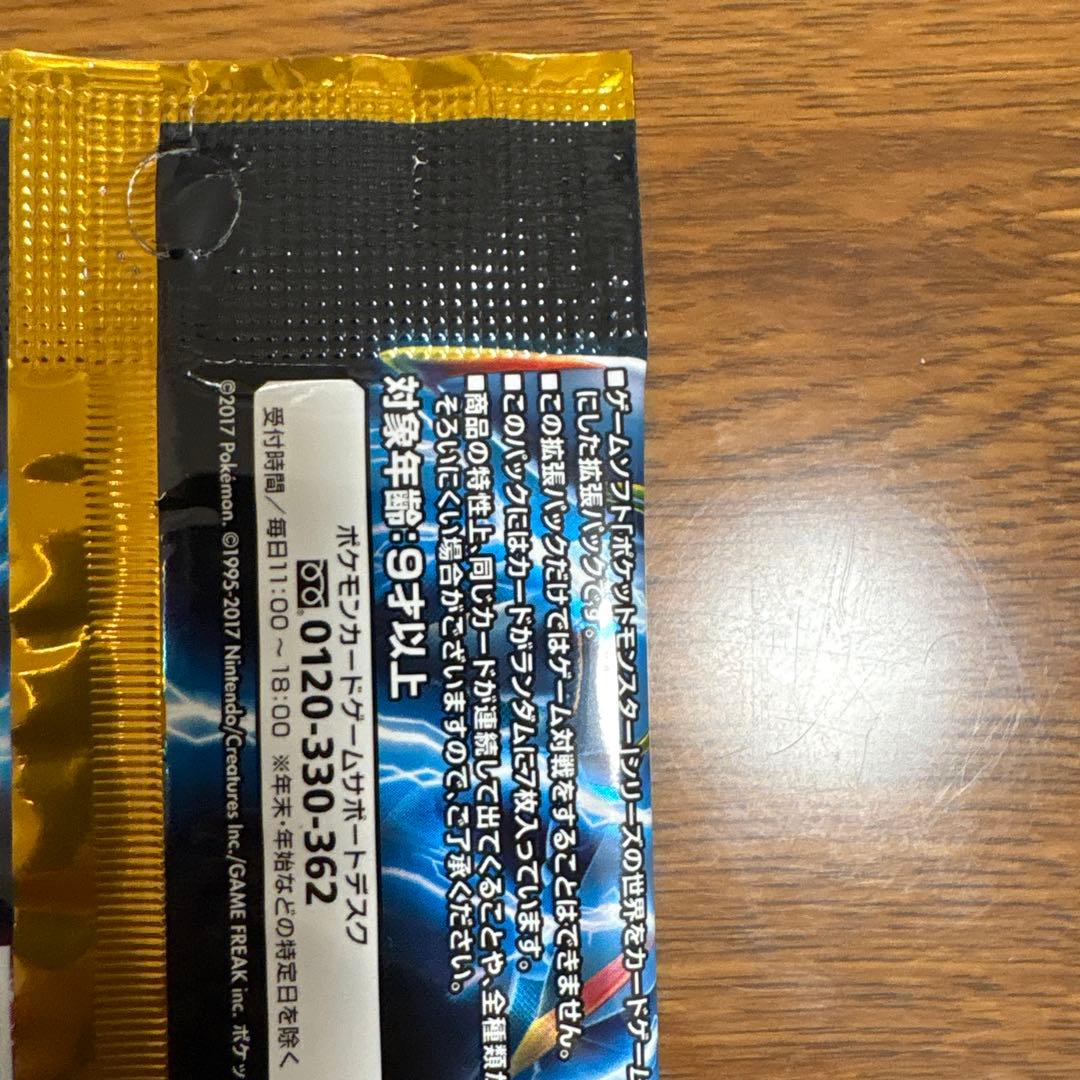 ■ゲームソフト『ポケットモンスター』シリーズの世界をカードゲーム
にした拡張パックです。
■この拡張パックだけではゲーム対戦をすることはできません。
■このパックにはカードがランダムに7枚入っています。
■商品の特性上、同じカードが連続して出てくることや、全種類が
そろいにくい場合がございますので、ご了承ください。
対象年齢：9才以上
ポケモンカードゲームサポートデスク
0120-330-362
受付時間／毎日11:00～18:00 ※年末・年始などの特定日を除く
©2017 Pokémon. ©1995-2017 Nintendo/Creatures Inc./GAME FREAK inc. ポケッ